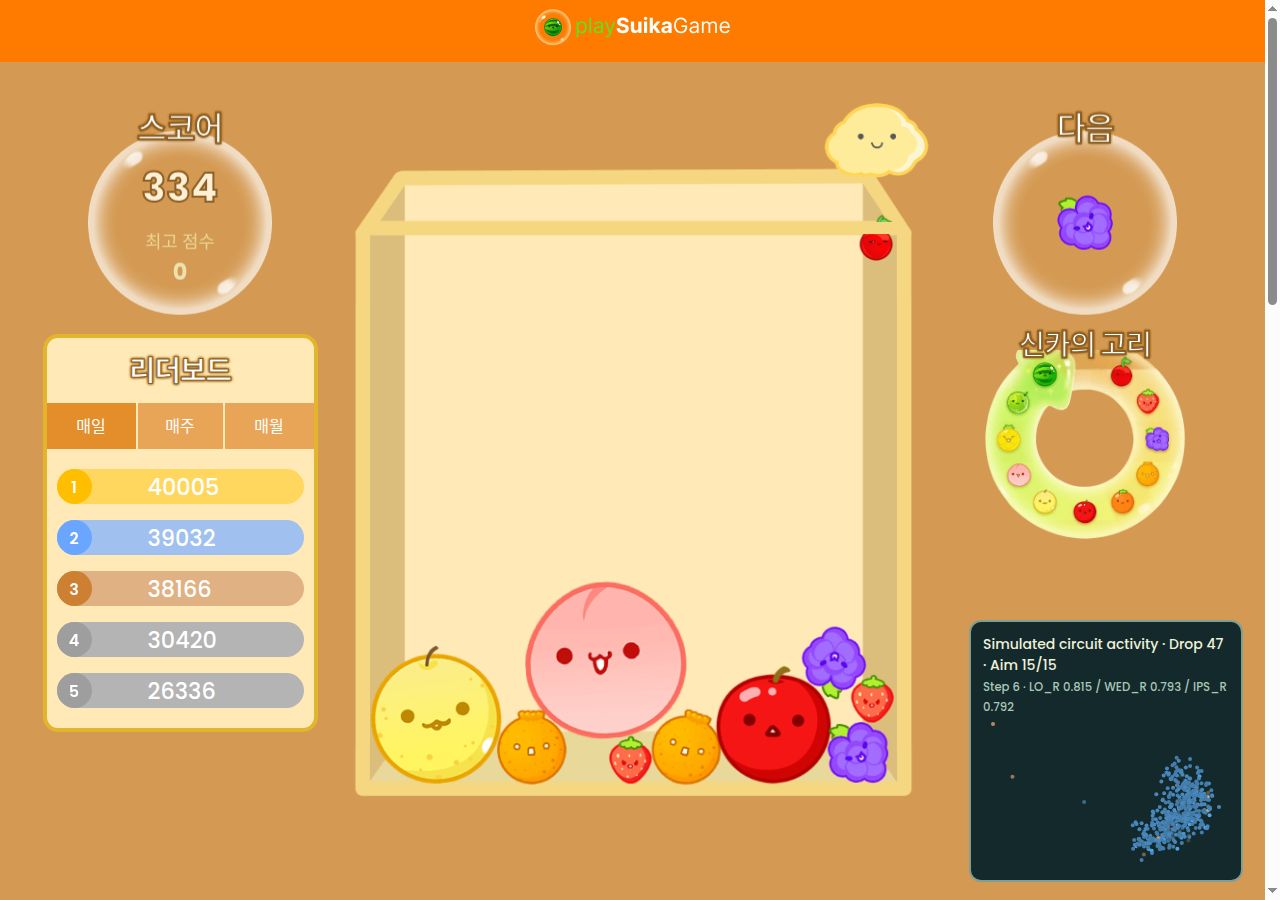 playSuikaGame
스코어
334
최고 점수
0
다음
리더보드
매일 매주 매월
1 40005
2 39032
3 38166
4 30420
5 26336
신카의 고리
Simulated circuit activity · Drop 47
· Aim 15/15
Step 6 · LO_R 0.815 / WED_R 0.793 / IPS_R
0.792